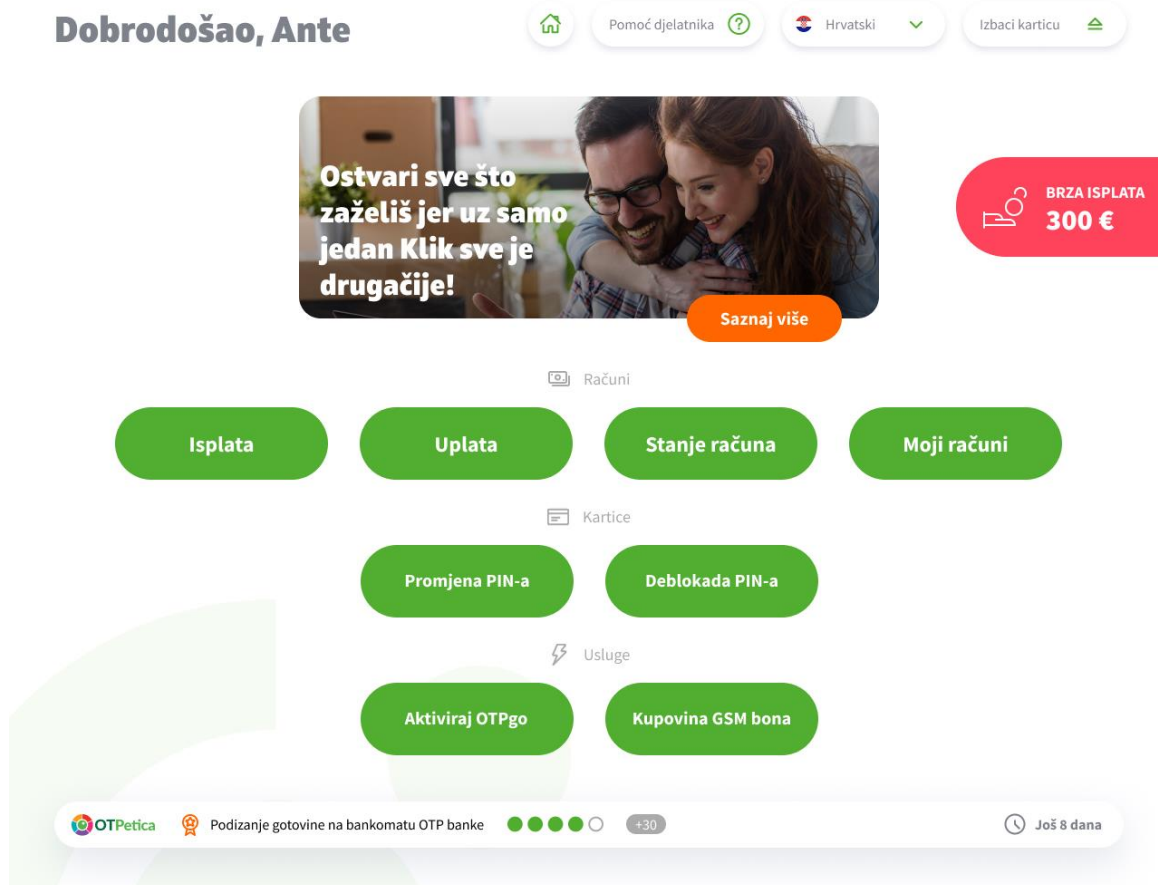 Dobrodošao, Ante
Pomoć djelatnika
Hrvatski
Izbaci karticu
Ostvari sve što
zaželiš jer uz samo
jedan Klik sve je
drugačije!
Saznaj više
BRZA ISPLATA
300 €
Računi
Isplata
Uplata
Stanje računa
Moji računi
Kartice
Promjena PIN-a
Deblokada PIN-a
Usluge
Aktiviraj OTPgo
Kupovina GSM bona
OTPetica
Podizanje gotovine na bankomatu OTP banke
+30
Još 8 dana